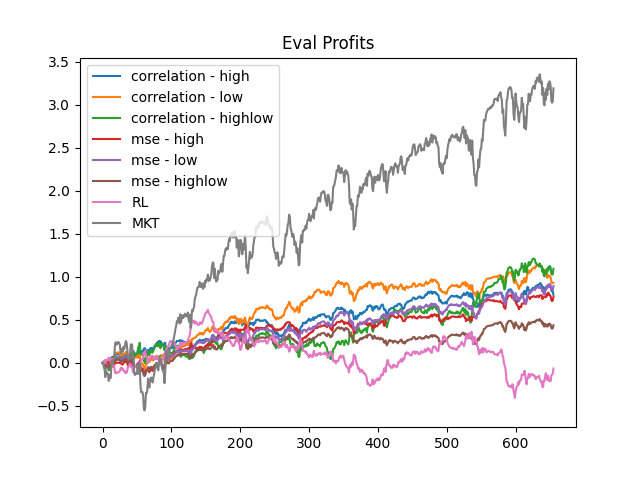 Eval Profits
3.5
3.0
2.5
2.0
1.5
1.0
0.5
0.0
−0.5
correlation - high
correlation - low
correlation - highlow
mse - high
mse - low
mse - highlow
RL
MKT
0 100 200 300 400 500 600